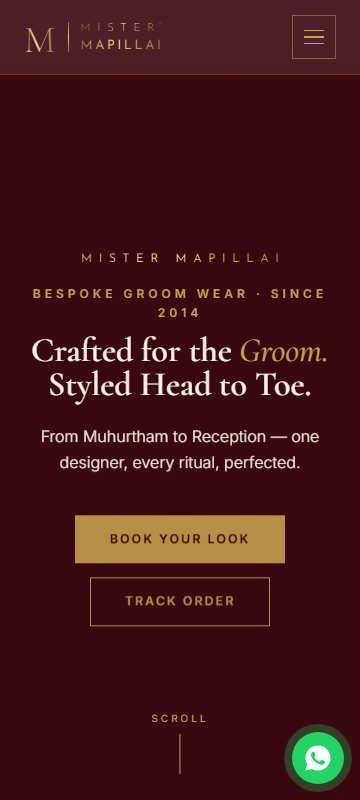 M
MISTER
MAPILLAI
MISTER MAPILLAI
BESPOKE GROOM WEAR · SINCE
2014
Crafted for the Groom.
Styled Head to Toe.
From Muhurtham to Reception — one
designer, every ritual, perfected.
BOOK YOUR LOOK
TRACK ORDER
SCROLL